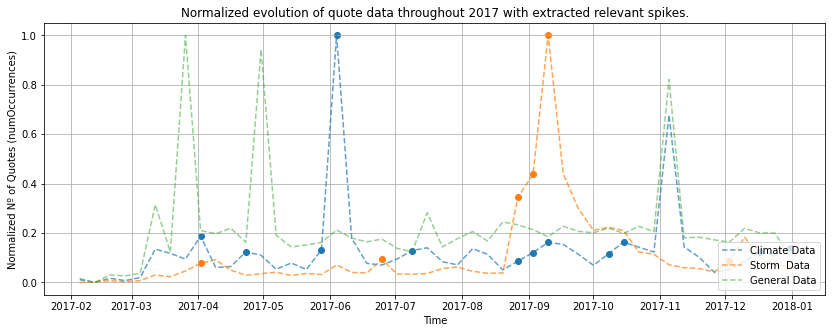 Normalized evolution of quote data throughout 2017 with extracted relevant spikes.
Normalized Nº of Quotes (numOccurrences)
1.0
0.8
0.6
0.4
0.2
0.0
Climate Data
Storm Data
General Data
2017-02 2017-03 2017-04 2017-05 2017-06 2017-07 2017-08 2017-09 2017-10 2017-11 2017-12 2018-01
Time